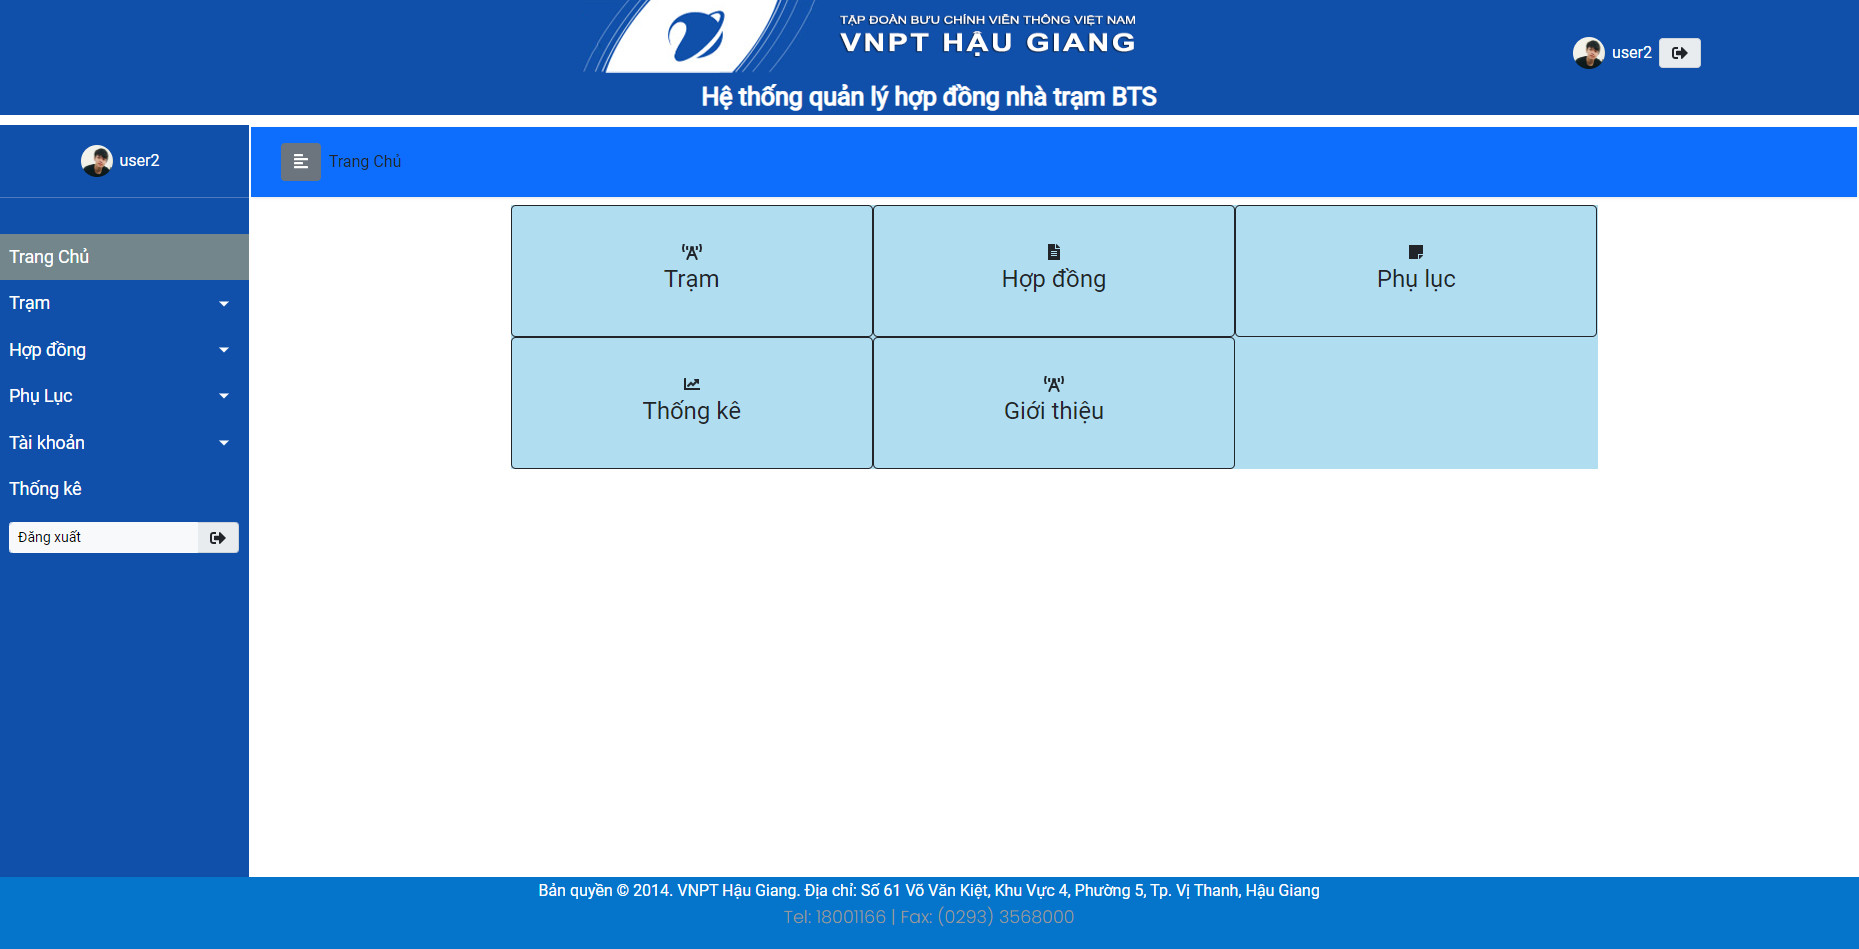 TẬP ĐOÀN BƯU CHÍNH VIỄN THÔNG VIỆT NAM
VNPT HẬU GIANG
user2
Hệ thống quản lý hợp đồng nhà trạm BTS
user2
Trang Chủ
Trang Chủ
Trạm
Hợp đồng
Phụ Lục
Tài khoản
Thống kê
Đăng xuất
Trạm
Hợp đồng
Phụ lục
Thống kê
Giới thiệu
Bản quyền © 2014. VNPT Hậu Giang. Địa chỉ: Số 61 Võ Văn Kiệt, Khu Vực 4, Phường 5, Tp. Vị Thanh, Hậu Giang
Tel: 18001166 | Fax: (0293) 3568000